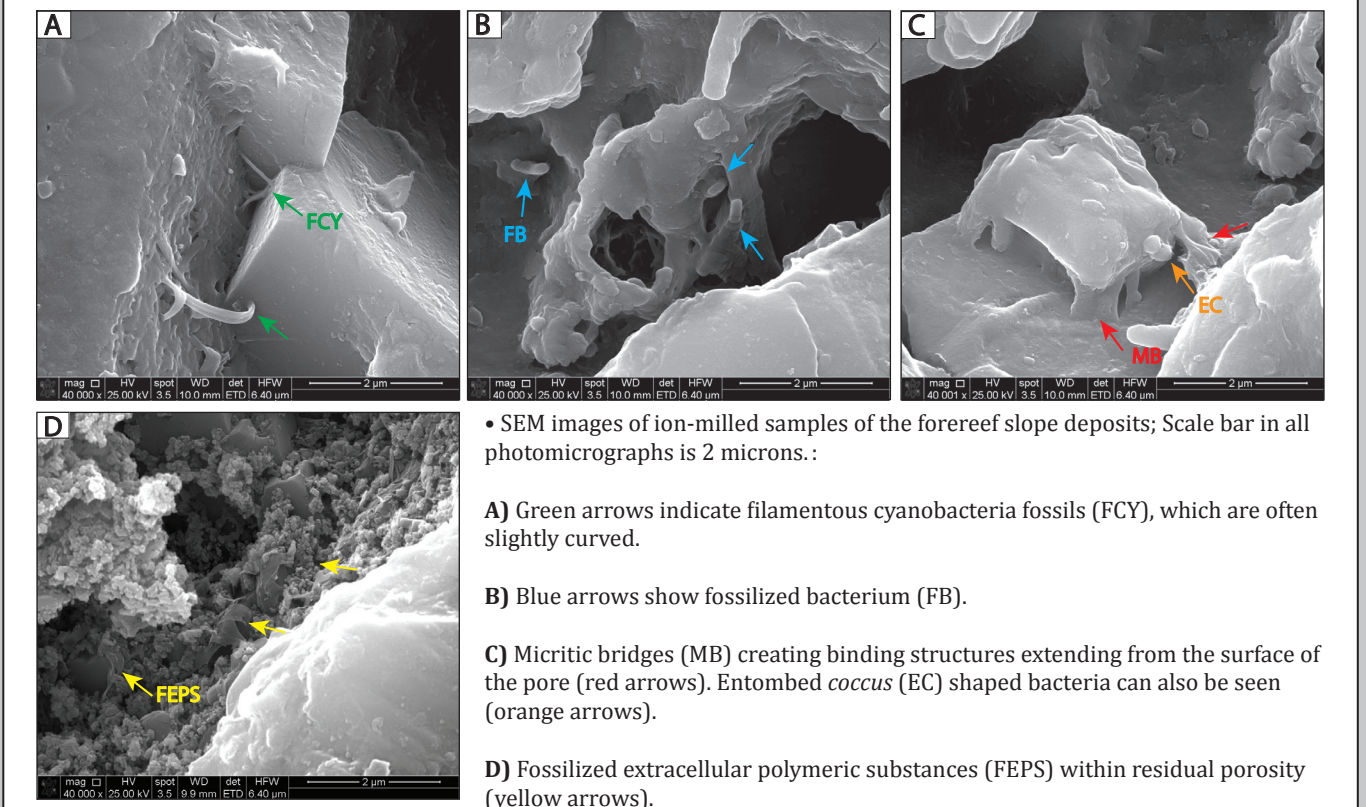 A
FCY
mag □ HV spot WD det HFW
40 000 x 25.00 kV 3.5 10.0 mm ETD 6.40 µm
2 µm
B
FB
mag □ HV spot WD det HFW
40 000 x 25.00 kV 3.5 10.0 mm ETD 6.40 µm
2 µm
C
EC
MB
mag □ HV spot WD det HFW
40 001 x 25.00 kV 3.5 10.0 mm ETD 6.40 µm
2 µm
D
FEPS
mag □ HV spot WD det HFW
40 000 x 25.00 kV 3.5 9.9 mm ETD 6.40 µm
2 µm
• SEM images of ion-milled samples of the forereef slope deposits; Scale bar in all
photomicrographs is 2 microns. :
A) Green arrows indicate filamentous cyanobacteria fossils (FCY), which are often
slightly curved.
B) Blue arrows show fossilized bacterium (FB).
C) Micritic bridges (MB) creating binding structures extending from the surface of
the pore (red arrows). Entombed coccus (EC) shaped bacteria can also be seen
(orange arrows).
D) Fossilized extracellular polymeric substances (FEPS) within residual porosity
(yellow arrows).